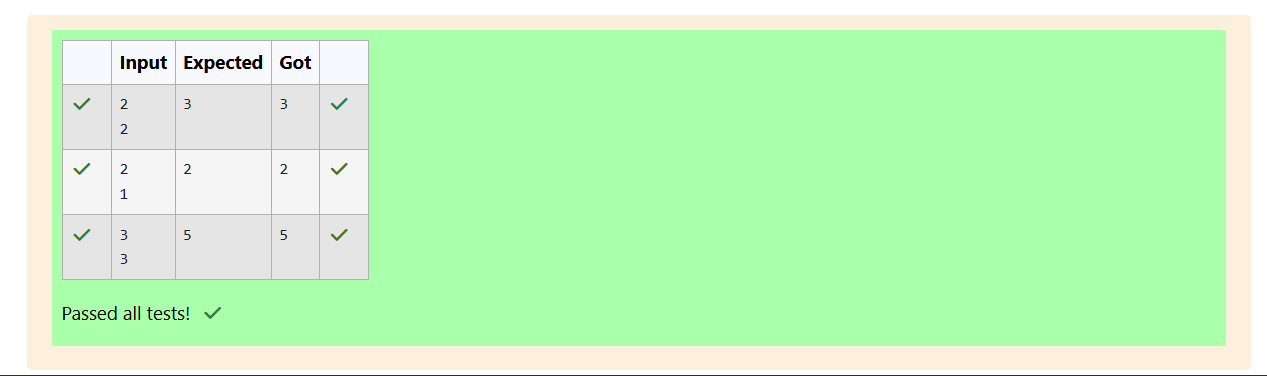 Input Expected Got
2 3 3
2
2 2 2
1
3 5 5
3
Passed all tests!